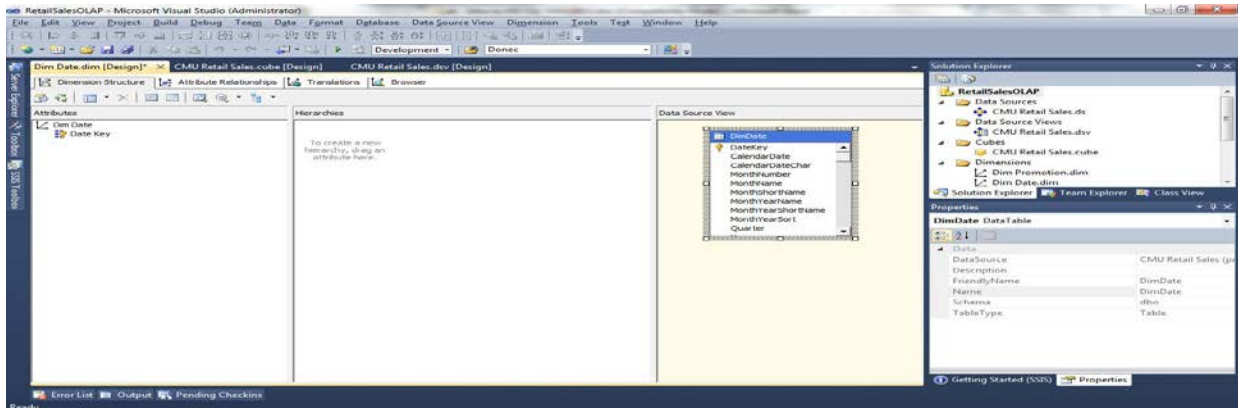 RetailSalesOLAP - Microsoft Visual Studio (Administrator)
File Edit View Project Build Debug Team Data Format Database Data Source View Dimension Tools Test Window Help
Development
Donec
Dim Date.dim [Design]* CMU Retail Sales.cube [Design] CMU Retail Sales.dsv [Design]
Dimension Structure Attribute Relationships Translations Browser
Attributes
Dim Date
Date Key
Hierarchies
To create a new
hierarchy, drag an
attribute here.
Data Source View
DimDate
DateKey
CalendarDate
CalendarDateChar
MonthNumber
MonthName
MonthShortName
MonthYearName
MonthYearShortName
MonthYearSort
Quarter
Server Explorer
Toolbox
SSIS Toolbox
Solution Explorer
RetailSalesOLAP
Data Sources
CMU Retail Sales.ds
Data Source Views
CMU Retail Sales.dsv
Cubes
CMU Retail Sales.cube
Dimensions
Dim Promotion.dim
Dim Date.dim
Solution Explorer Team Explorer Class View
Properties
DimDate DataTable
Data
DataSource CMU Retail Sales
Description
FriendlyName DimDate
Name DimDate
Schema dbo
TableType Table
Getting Started (SSIS) Properties
Error List Output Pending Checkins
Ready